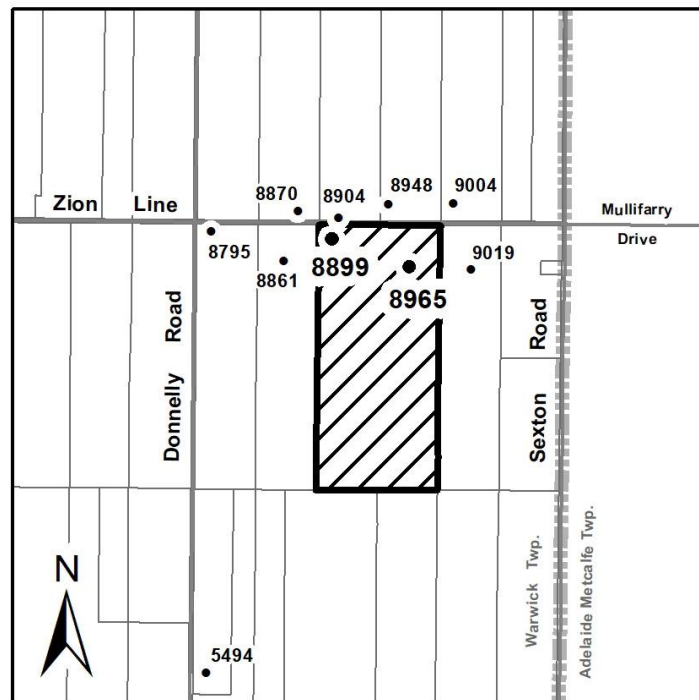 8870
8904
8948
9004
Zion Line
Mullifarry
Drive
8795
8861
8899
8965
9019
Donnelly Road
Sexton Road
Warwick Twp.
Adelaide Metcalfe Twp.
N
5494